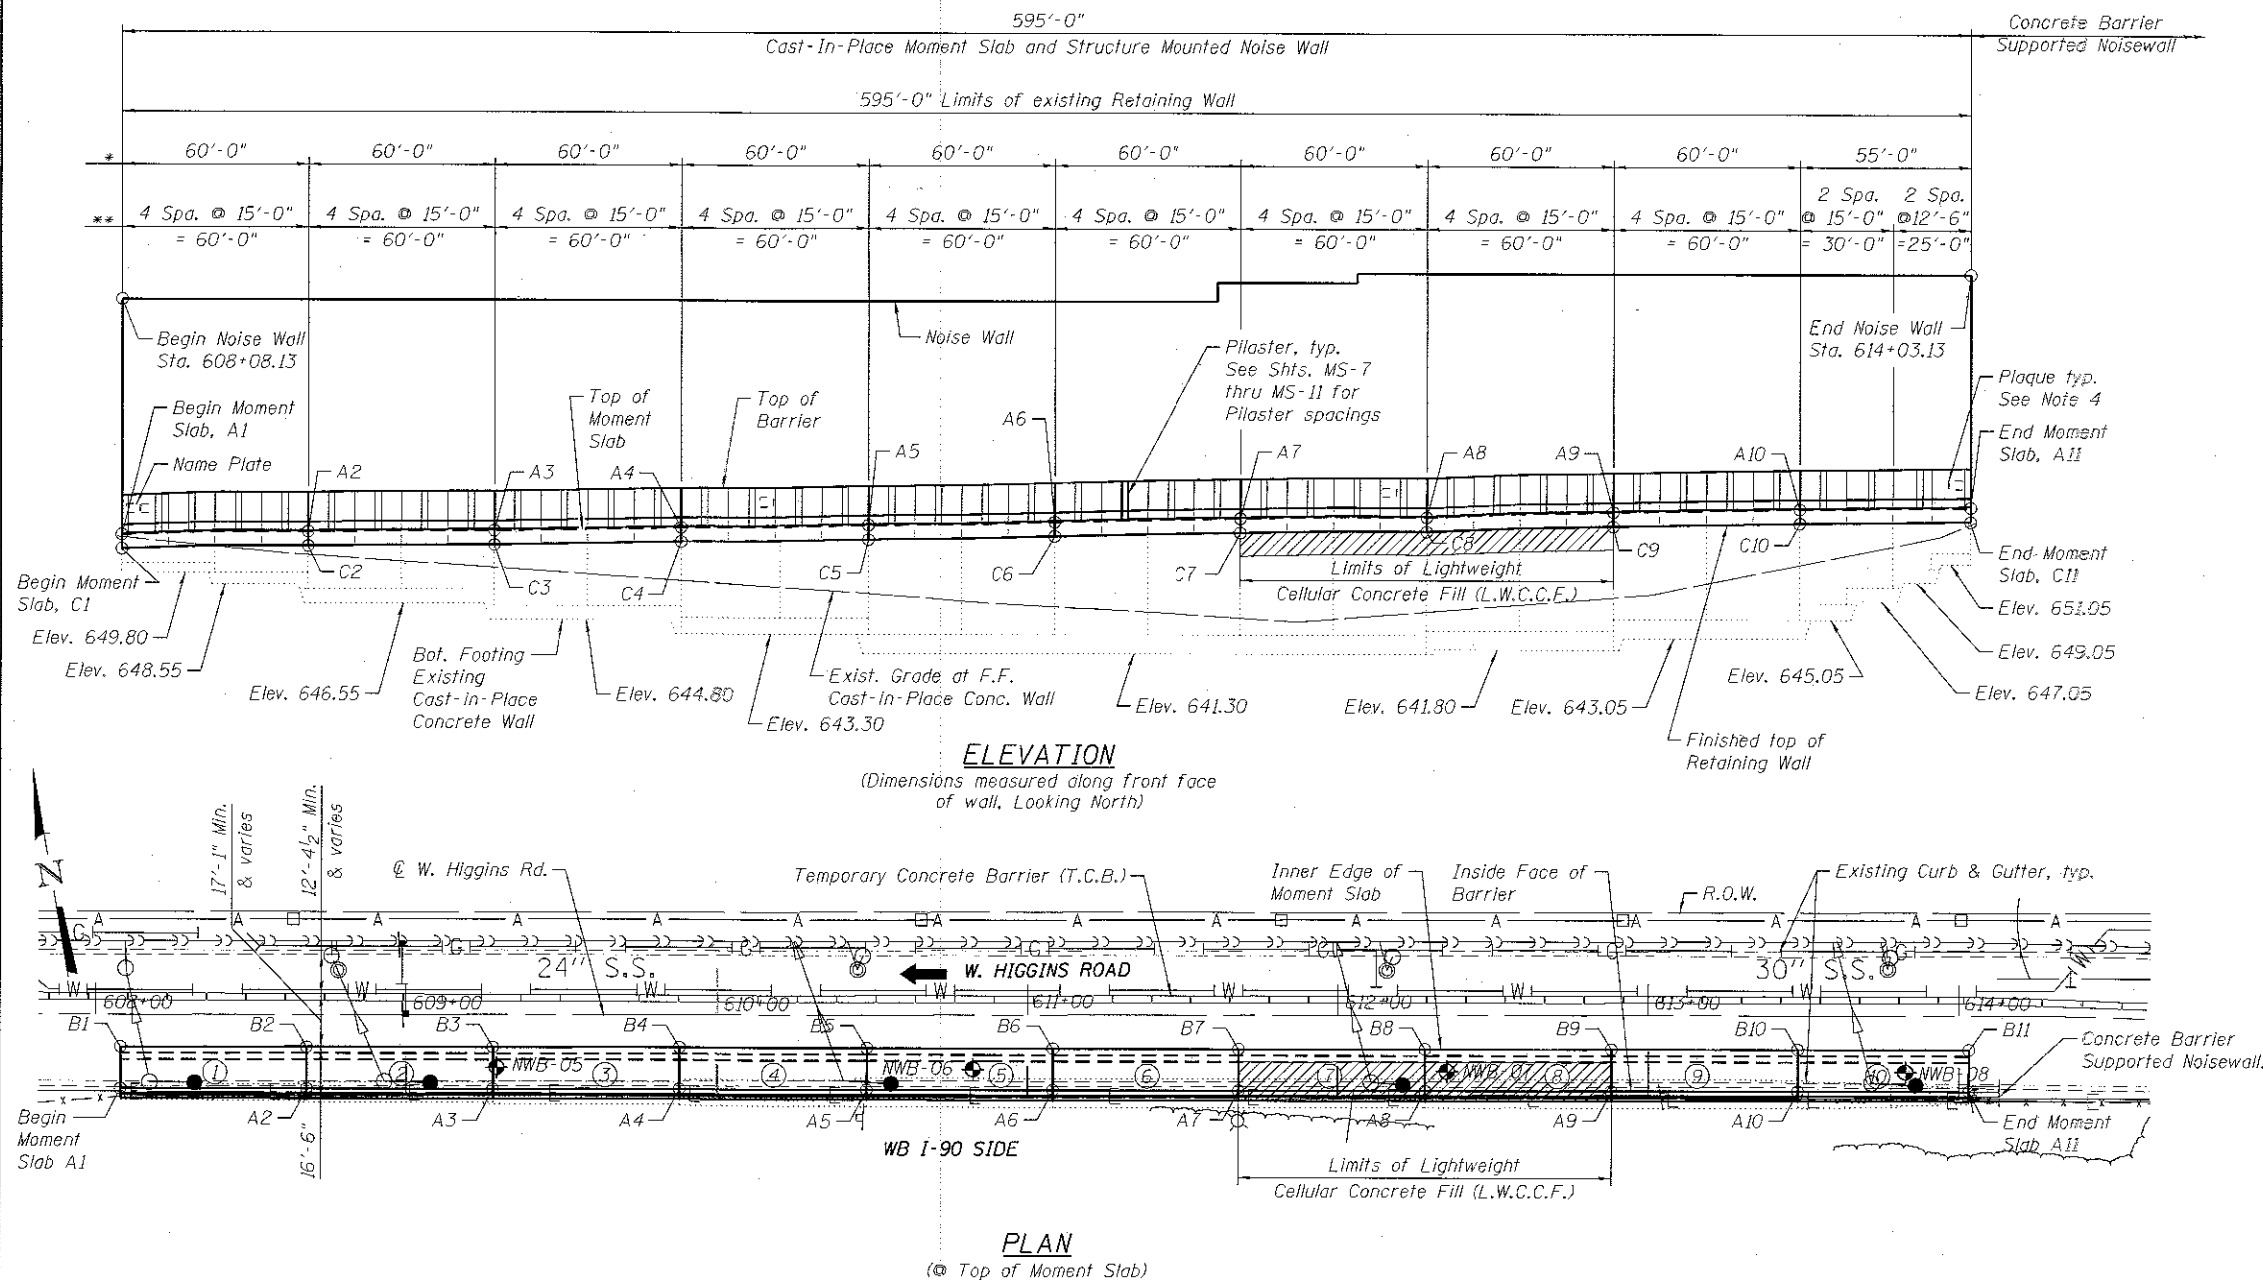 595'-0"
Cast-In-Place Moment Slab and Structure Mounted Noise Wall
Concrete Barrier
Supported Noisewall
595'-0" Limits of existing Retaining Wall
* 60'-0" 60'-0" 60'-0" 60'-0" 60'-0" 60'-0" 60'-0" 60'-0" 60'-0" 55'-0"
2 Spa. 2 Spa.
** 4 Spa. @ 15'-0" 4 Spa. @ 15'-0" 4 Spa. @ 15'-0" 4 Spa. @ 15'-0" 4 Spa. @ 15'-0" 4 Spa. @ 15'-0" 4 Spa. @ 15'-0" 4 Spa. @ 15'-0" 4 Spa. @ 15'-0" @ 15'-0" @12'-6"
= 60'-0" = 60'-0" = 60'-0" = 60'-0" = 60'-0" = 60'-0" = 60'-0" = 60'-0" = 60'-0" = 30'-0" =25'-0"
Begin Noise Wall
Sta. 608+08.13
Noise Wall
End Noise Wall
Sta. 614+03.13
Pilaster, typ.
See Shts. MS-7
thru MS-11 for
Pilaster spacings
Begin Moment
Slab, A1
Top of
Moment
Slab
Top of
Barrier
Plaque typ.
See Note 4
End Moment
Slab, A11
Name Plate
A2 A3 A4 A5 A6 A7 A8 A9 A10
Begin Moment
Slab, C1
C2 C3 C4 C5 C6 C7 C8 C9 C10
End Moment
Slab, C11
Limits of Lightweight
Cellular Concrete Fill (L.W.C.C.F.)
Elev. 649.80
Elev. 648.55
Elev. 646.55
Bot. Footing
Existing
Cast-in-Place
Concrete Wall
Elev. 644.80
Elev. 643.30
Exist. Grade at F.F.
Cast-in-Place Conc. Wall
Elev. 641.30
Elev. 641.80
Elev. 643.05
Elev. 645.05
Elev. 651.05
Elev. 649.05
Elev. 647.05
Finished top of
Retaining Wall
ELEVATION
(Dimensions measured along front face
of wall, Looking North)
N
17'-1" Min.
& varies
12'-4½" Min.
& varies
℄ W. Higgins Rd.
Temporary Concrete Barrier (T.C.B.)
Inner Edge of
Moment Slab
Inside Face of
Barrier
Existing Curb & Gutter, typ.
R.O.W.
A A A A A A A A A A A A A A A
G G G G G G G
24" S.S.
W. HIGGINS ROAD
30" S.S.
W W W W W W W W
608+00 609+00 610+00 611+00 612+00 613+00 614+00
B1 B2 B3 B4 B5 B6 B7 B8 B9 B10 B11
Concrete Barrier
Supported Noisewall.
1 2 NWB-05 3 4 NWB-06 5 6 7 NWB-07 8 9 10 NWB-08
Begin
Moment
Slab A1
A2 A3 A4 A5 A6 A7 A8 A9 A10
End Moment
Slab A11
16'-6"
WB I-90 SIDE
Limits of Lightweight
Cellular Concrete Fill (L.W.C.C.F.)
PLAN
(@ Top of Moment Slab)